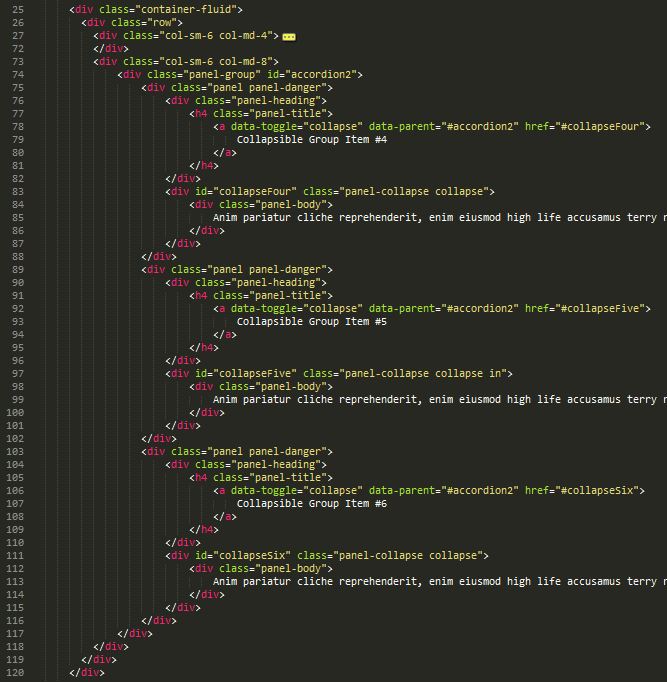 25 <div class="container-fluid">
26 <div class="row">
27 <div class="col-sm-6 col-md-4">
72 </div>
73 <div class="col-sm-6 col-md-8">
74 <div class="panel-group" id="accordion2">
75 <div class="panel panel-danger">
76 <div class="panel-heading">
77 <h4 class="panel-title">
78 <a data-toggle="collapse" data-parent="#accordion2" href="#collapseFour">
79 Collapsible Group Item #4
80 </a>
81 </h4>
82 </div>
83 <div id="collapseFour" class="panel-collapse collapse">
84 <div class="panel-body">
85 Anim pariatur cliche reprehenderit, enim eiusmod high life accusamus terry
86 </div>
87 </div>
88 </div>
89 <div class="panel panel-danger">
90 <div class="panel-heading">
91 <h4 class="panel-title">
92 <a data-toggle="collapse" data-parent="#accordion2" href="#collapseFive">
93 Collapsible Group Item #5
94 </a>
95 </h4>
96 </div>
97 <div id="collapseFive" class="panel-collapse collapse in">
98 <div class="panel-body">
99 Anim pariatur cliche reprehenderit, enim eiusmod high life accusamus terry
100 </div>
101 </div>
102 </div>
103 <div class="panel panel-danger">
104 <div class="panel-heading">
105 <h4 class="panel-title">
106 <a data-toggle="collapse" data-parent="#accordion2" href="#collapseSix">
107 Collapsible Group Item #6
108 </a>
109 </h4>
110 </div>
111 <div id="collapseSix" class="panel-collapse collapse">
112 <div class="panel-body">
113 Anim pariatur cliche reprehenderit, enim eiusmod high life accusamus terry
114 </div>
115 </div>
116 </div>
117 </div>
118 </div>
119 </div>
120 </div>